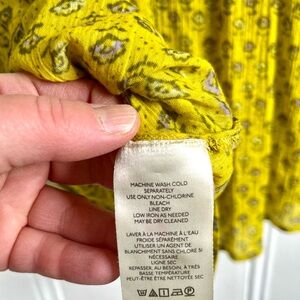 MACHINE WASH COLD
SEPARATELY
USE ONLY NON-CHLORINE
BLEACH
LINE DRY
LOW IRON AS NEEDED
MAY BE DRY CLEANED
LAVER À LA MACHINE À L'EAU
FROIDE SÉPARÉMENT
UTILISER UN AGENT DE
BLANCHIMENT SANS CHLORE SI
NÉCESSAIRE
LIGNE SEC
REPASSER, AU BESOIN, À TRÈS
BASSE TEMPÉRATURE
PEUT-ÊTRE ÊTRE NETTOYÉ